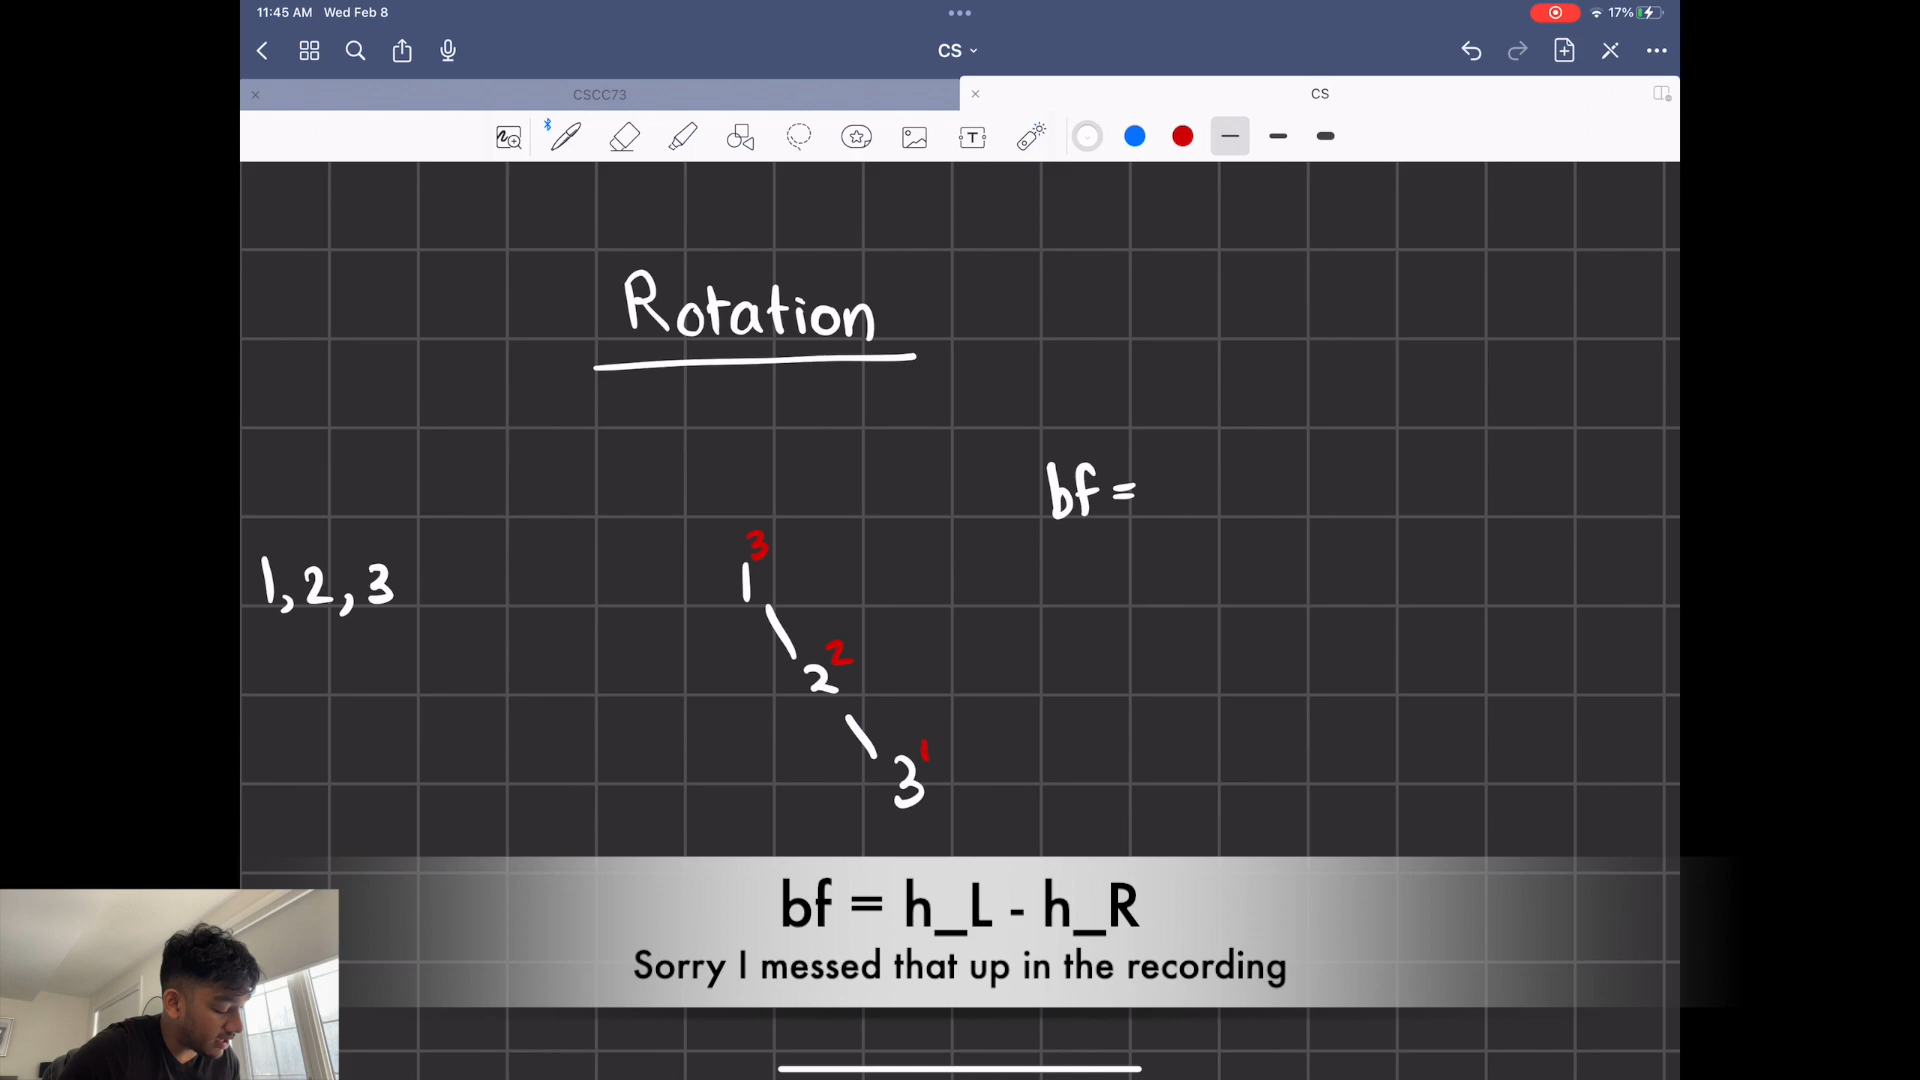 11:45 AM Wed Feb 8
17%
CS
CSCC73
CS
T
Rotation
bf =
3
1, 2, 3
1
2
2
1
3
bf = h_L - h_R
Sorry I messed that up in the recording